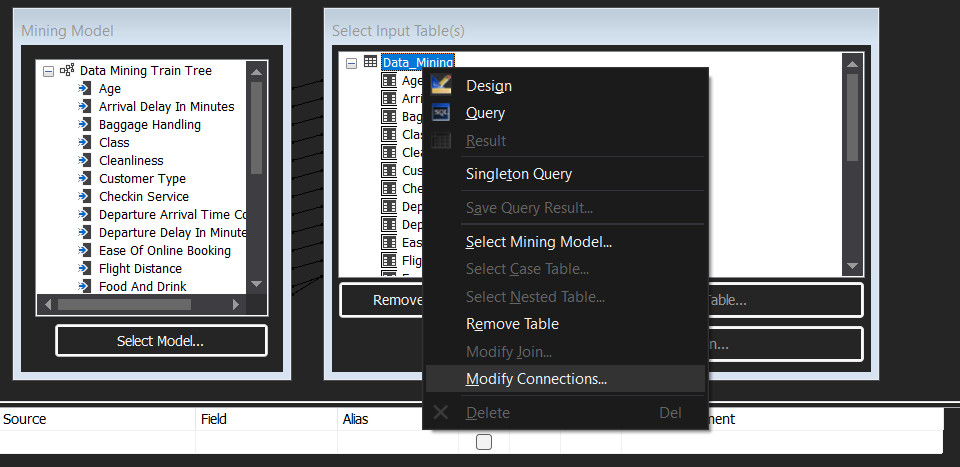 Mining Model
Data Mining Train Tree
Age
Arrival Delay In Minutes
Baggage Handling
Class
Cleanliness
Customer Type
Checkin Service
Departure Arrival Time Co
Departure Delay In Minute
Ease Of Online Booking
Flight Distance
Food And Drink
Select Model...
Select Input Table(s)
Data_Mining
Age
Arri
Bag
Clas
Clea
Cus
Che
Dep
Dep
Eas
Flig
Remove
Table...
n...
Design
SQL Query
Result
Singleton Query
Save Query Result...
Select Mining Model...
Select Case Table...
Select Nested Table...
Remove Table
Modify Join...
Modify Connections...
Delete Del
Source Field Alias ment